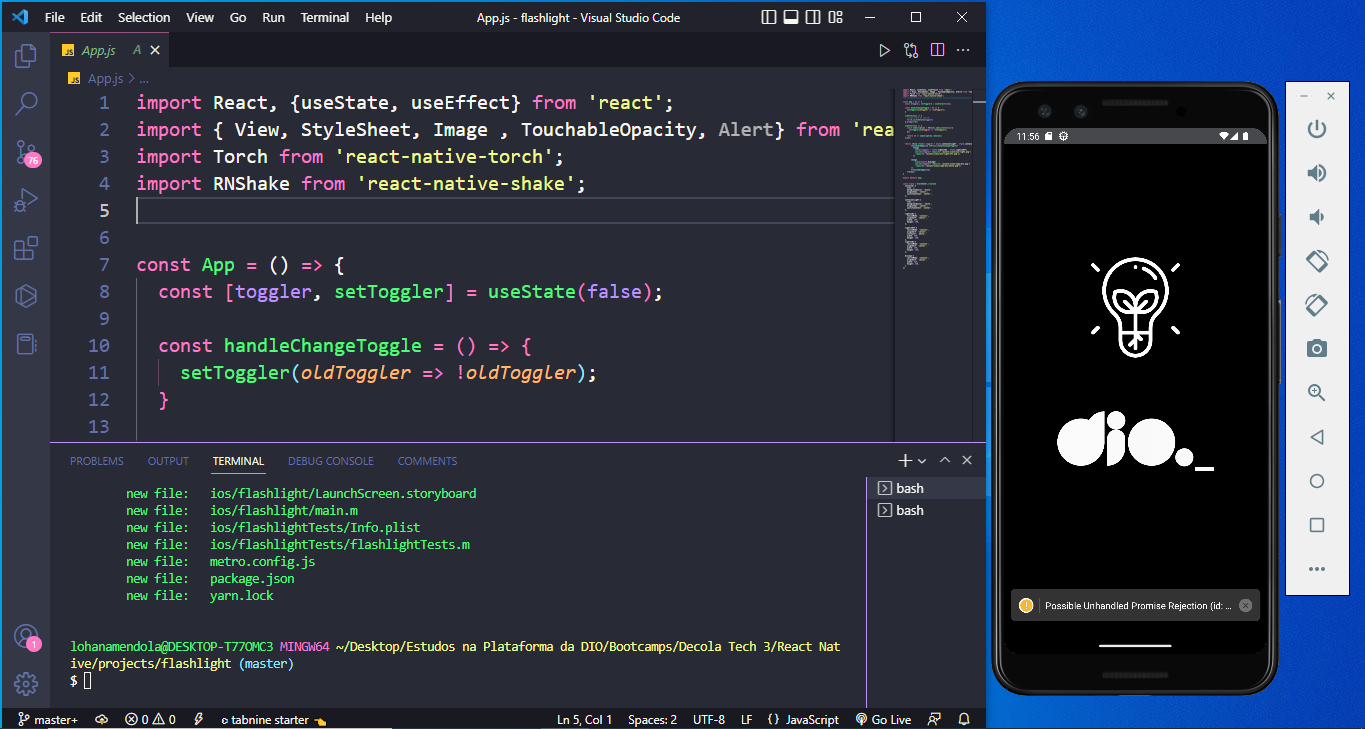 File Edit Selection View Go Run Terminal Help App.js - flashlight - Visual Studio Code
JS App.js A
JS App.js > ...
1 import React, {useState, useEffect} from 'react';
2 import { View, StyleSheet, Image , TouchableOpacity, Alert} from 'rea
3 import Torch from 'react-native-torch';
4 import RNShake from 'react-native-shake';
5
6
7 const App = () => {
8 const [toggler, setToggler] = useState(false);
9
10 const handleChangeToggle = () => {
11 setToggler(oldToggler => !oldToggler);
12 }
13
76
1
PROBLEMS OUTPUT TERMINAL DEBUG CONSOLE COMMENTS
new file: ios/flashlight/LaunchScreen.storyboard
new file: ios/flashlight/main.m
new file: ios/flashlightTests/Info.plist
new file: ios/flashlightTests/flashlightTests.m
new file: metro.config.js
new file: package.json
new file: yarn.lock
lohanamendola@DESKTOP-T77OMC3 MINGW64 ~/Desktop/Estudos na Plataforma da DIO/Bootcamps/Decola Tech 3/React Nat
ive/projects/flashlight (master)
$
bash
bash
master+ 0 0 tabnine starter Ln 5, Col 1 Spaces: 2 UTF-8 LF {} JavaScript Go Live
11:56
dio._
Possible Unhandled Promise Rejection (id: ...